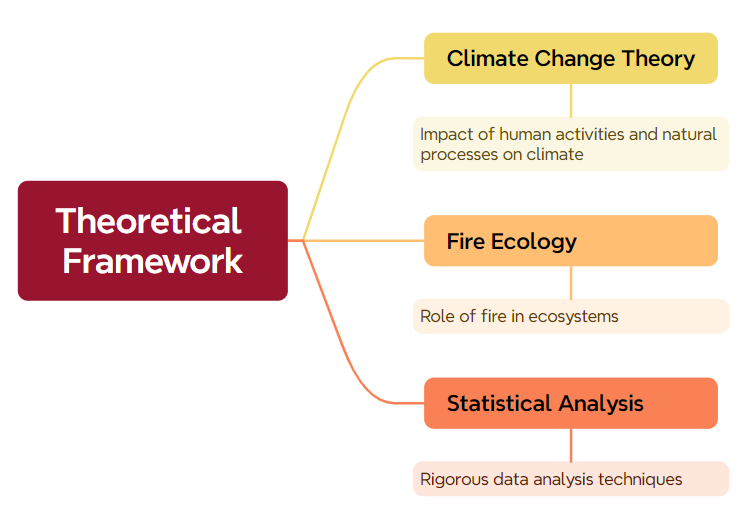 Theoretical
Framework
Climate Change Theory
Impact of human activities and natural
processes on climate
Fire Ecology
Role of fire in ecosystems
Statistical Analysis
Rigorous data analysis techniques